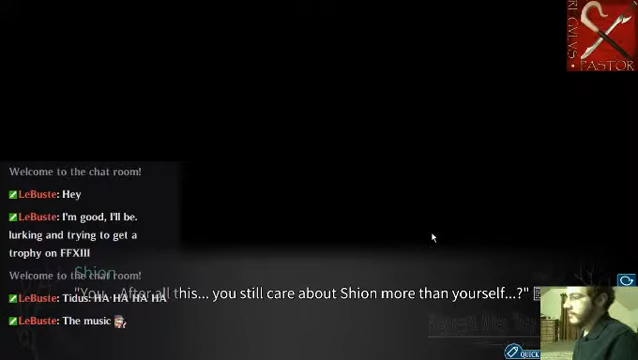 PASTOR
Welcome to the chat room!
LeBuste: Hey
LeBuste: I'm good, I'll be.
lurking and trying to get a
trophy on FFXIII
Shion
Welcome to the chat room!
"You... After all this... you still care about Shion more than yourself...?"
LeBuste: Tidus: HA HA HA HA
LeBuste: The music
QUICK